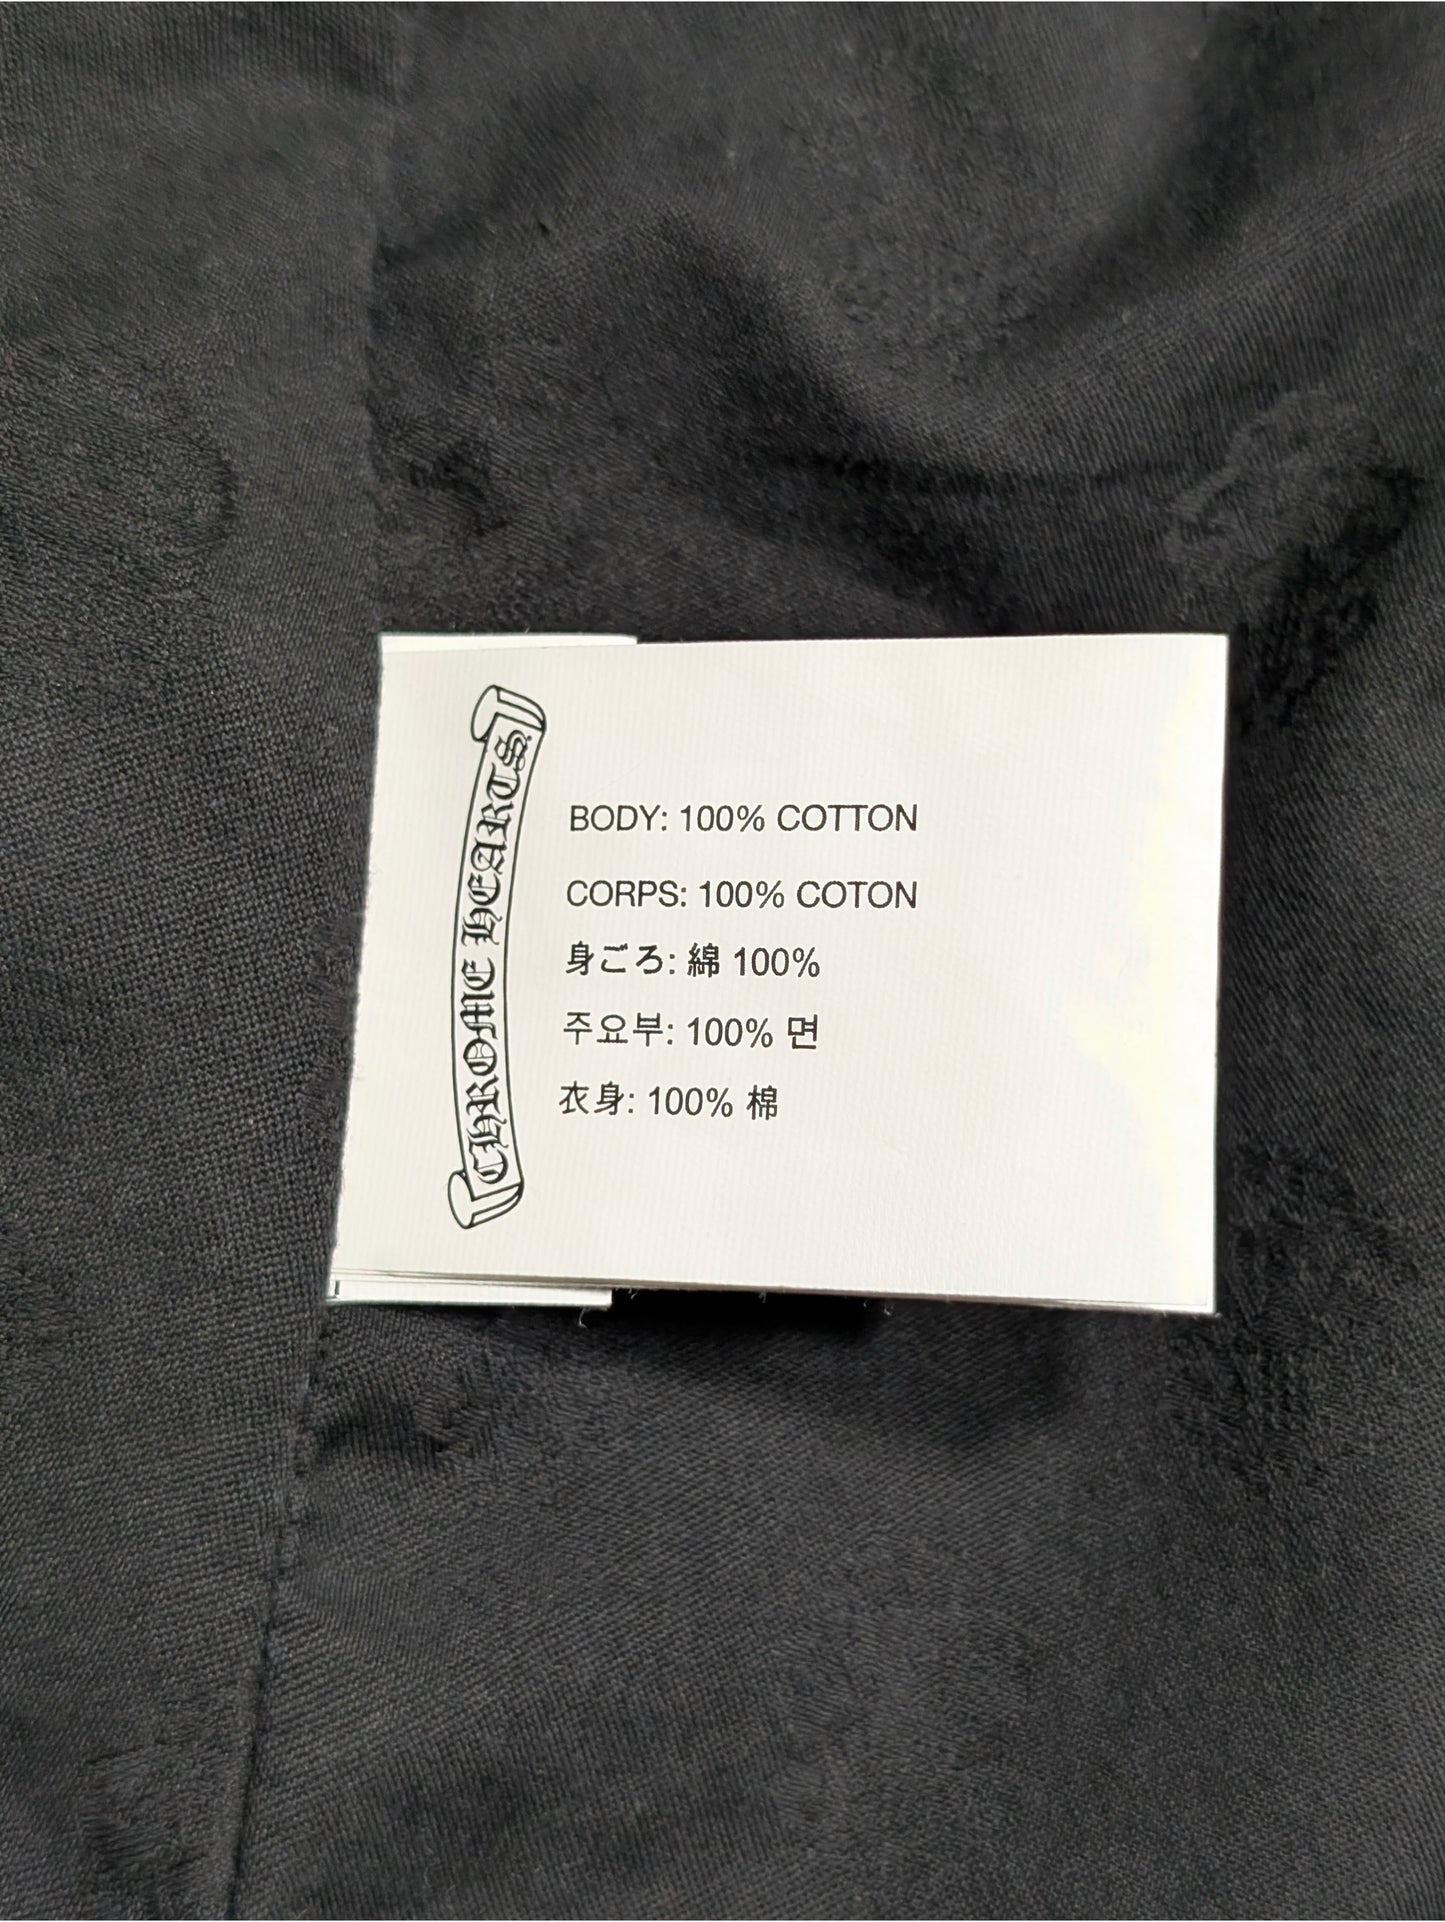 CHROME HEARTS
BODY: 100% COTTON
CORPS: 100% COTON
身ごろ: 綿 100%
주요부: 100% 면
衣身: 100% 棉